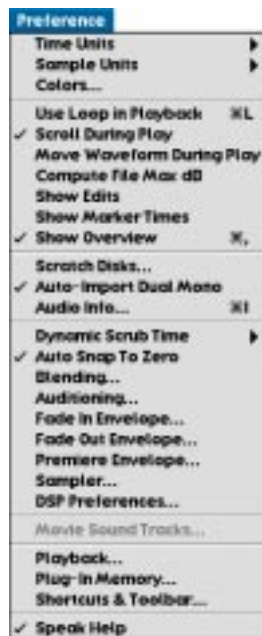 Preference
Time Units
Sample Units
Colors...
Use Loop in Playback ⌘L
✓ Scroll During Play
Move Waveform During Play
Compute File Max dB
Show Edits
Show Marker Times
✓ Show Overview ⌘,
Scratch Disks...
✓ Auto-Import Dual Mono
Audio Info... ⌘I
Dynamic Scrub Time
✓ Auto Snap To Zero
Blending...
Auditioning...
Fade In Envelope...
Fade Out Envelope...
Premiere Envelope...
Sampler...
DSP Preferences...
Movie Sound Tracks...
Playback...
Plug-In Memory...
Shortcuts & Toolbar...
✓ Speak Help